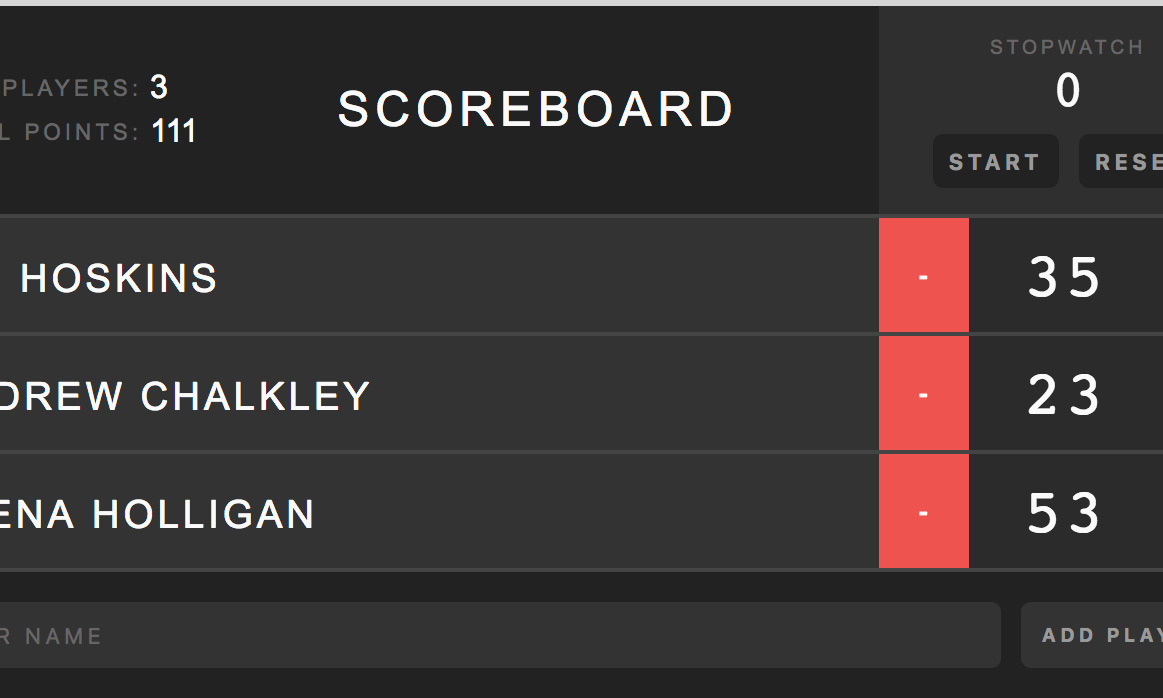 PLAYERS: 3
L POINTS: 111
SCOREBOARD
STOPWATCH
0
START RESE
HOSKINS - 35
DREW CHALKLEY - 23
ENA HOLLIGAN - 53
R NAME
ADD PLAY